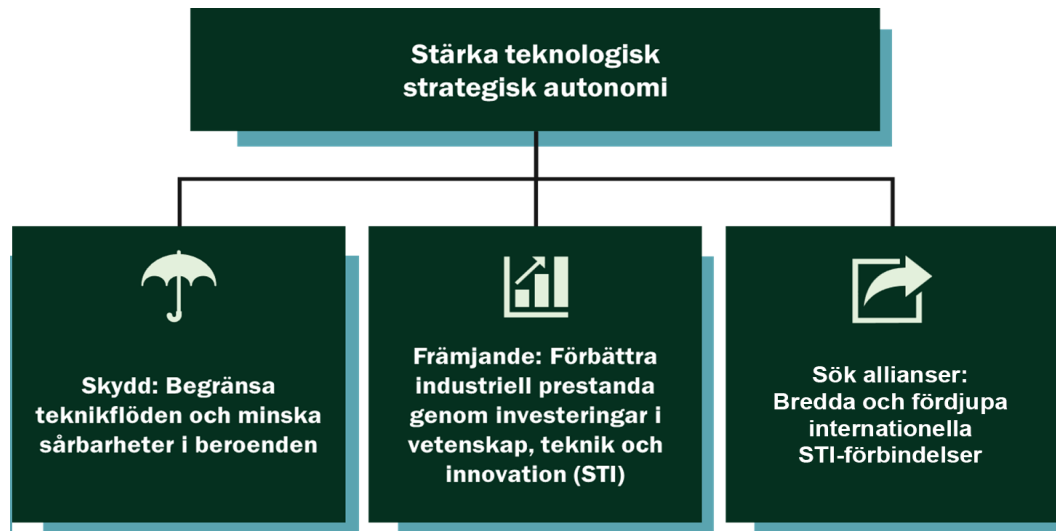 Stärka teknologisk
strategisk autonomi
Skydd: Begränsa
teknikflöden och minska
sårbarheter i beroenden
Främjande: Förbättra
industriell prestanda
genom investeringar i
vetenskap, teknik och
innovation (STI)
Sök allianser:
Bredda och fördjupa
internationella
STI-förbindelser